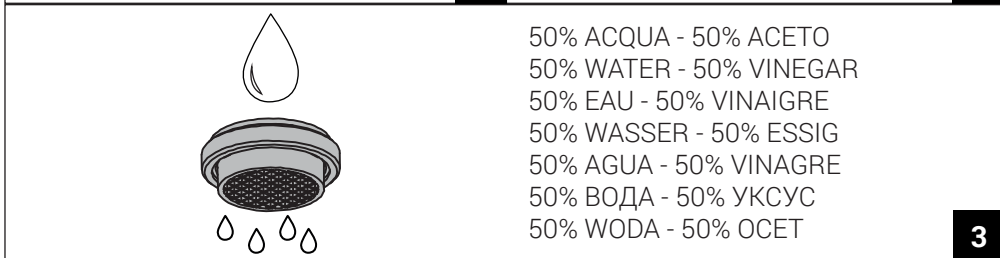 50% ACQUA - 50% ACETO
50% WATER - 50% VINEGAR
50% EAU - 50% VINAIGRE
50% WASSER - 50% ESSIG
50% AGUA - 50% VINAGRE
50% ВОДА - 50% УКСУС
50% WODA - 50% OCET
3